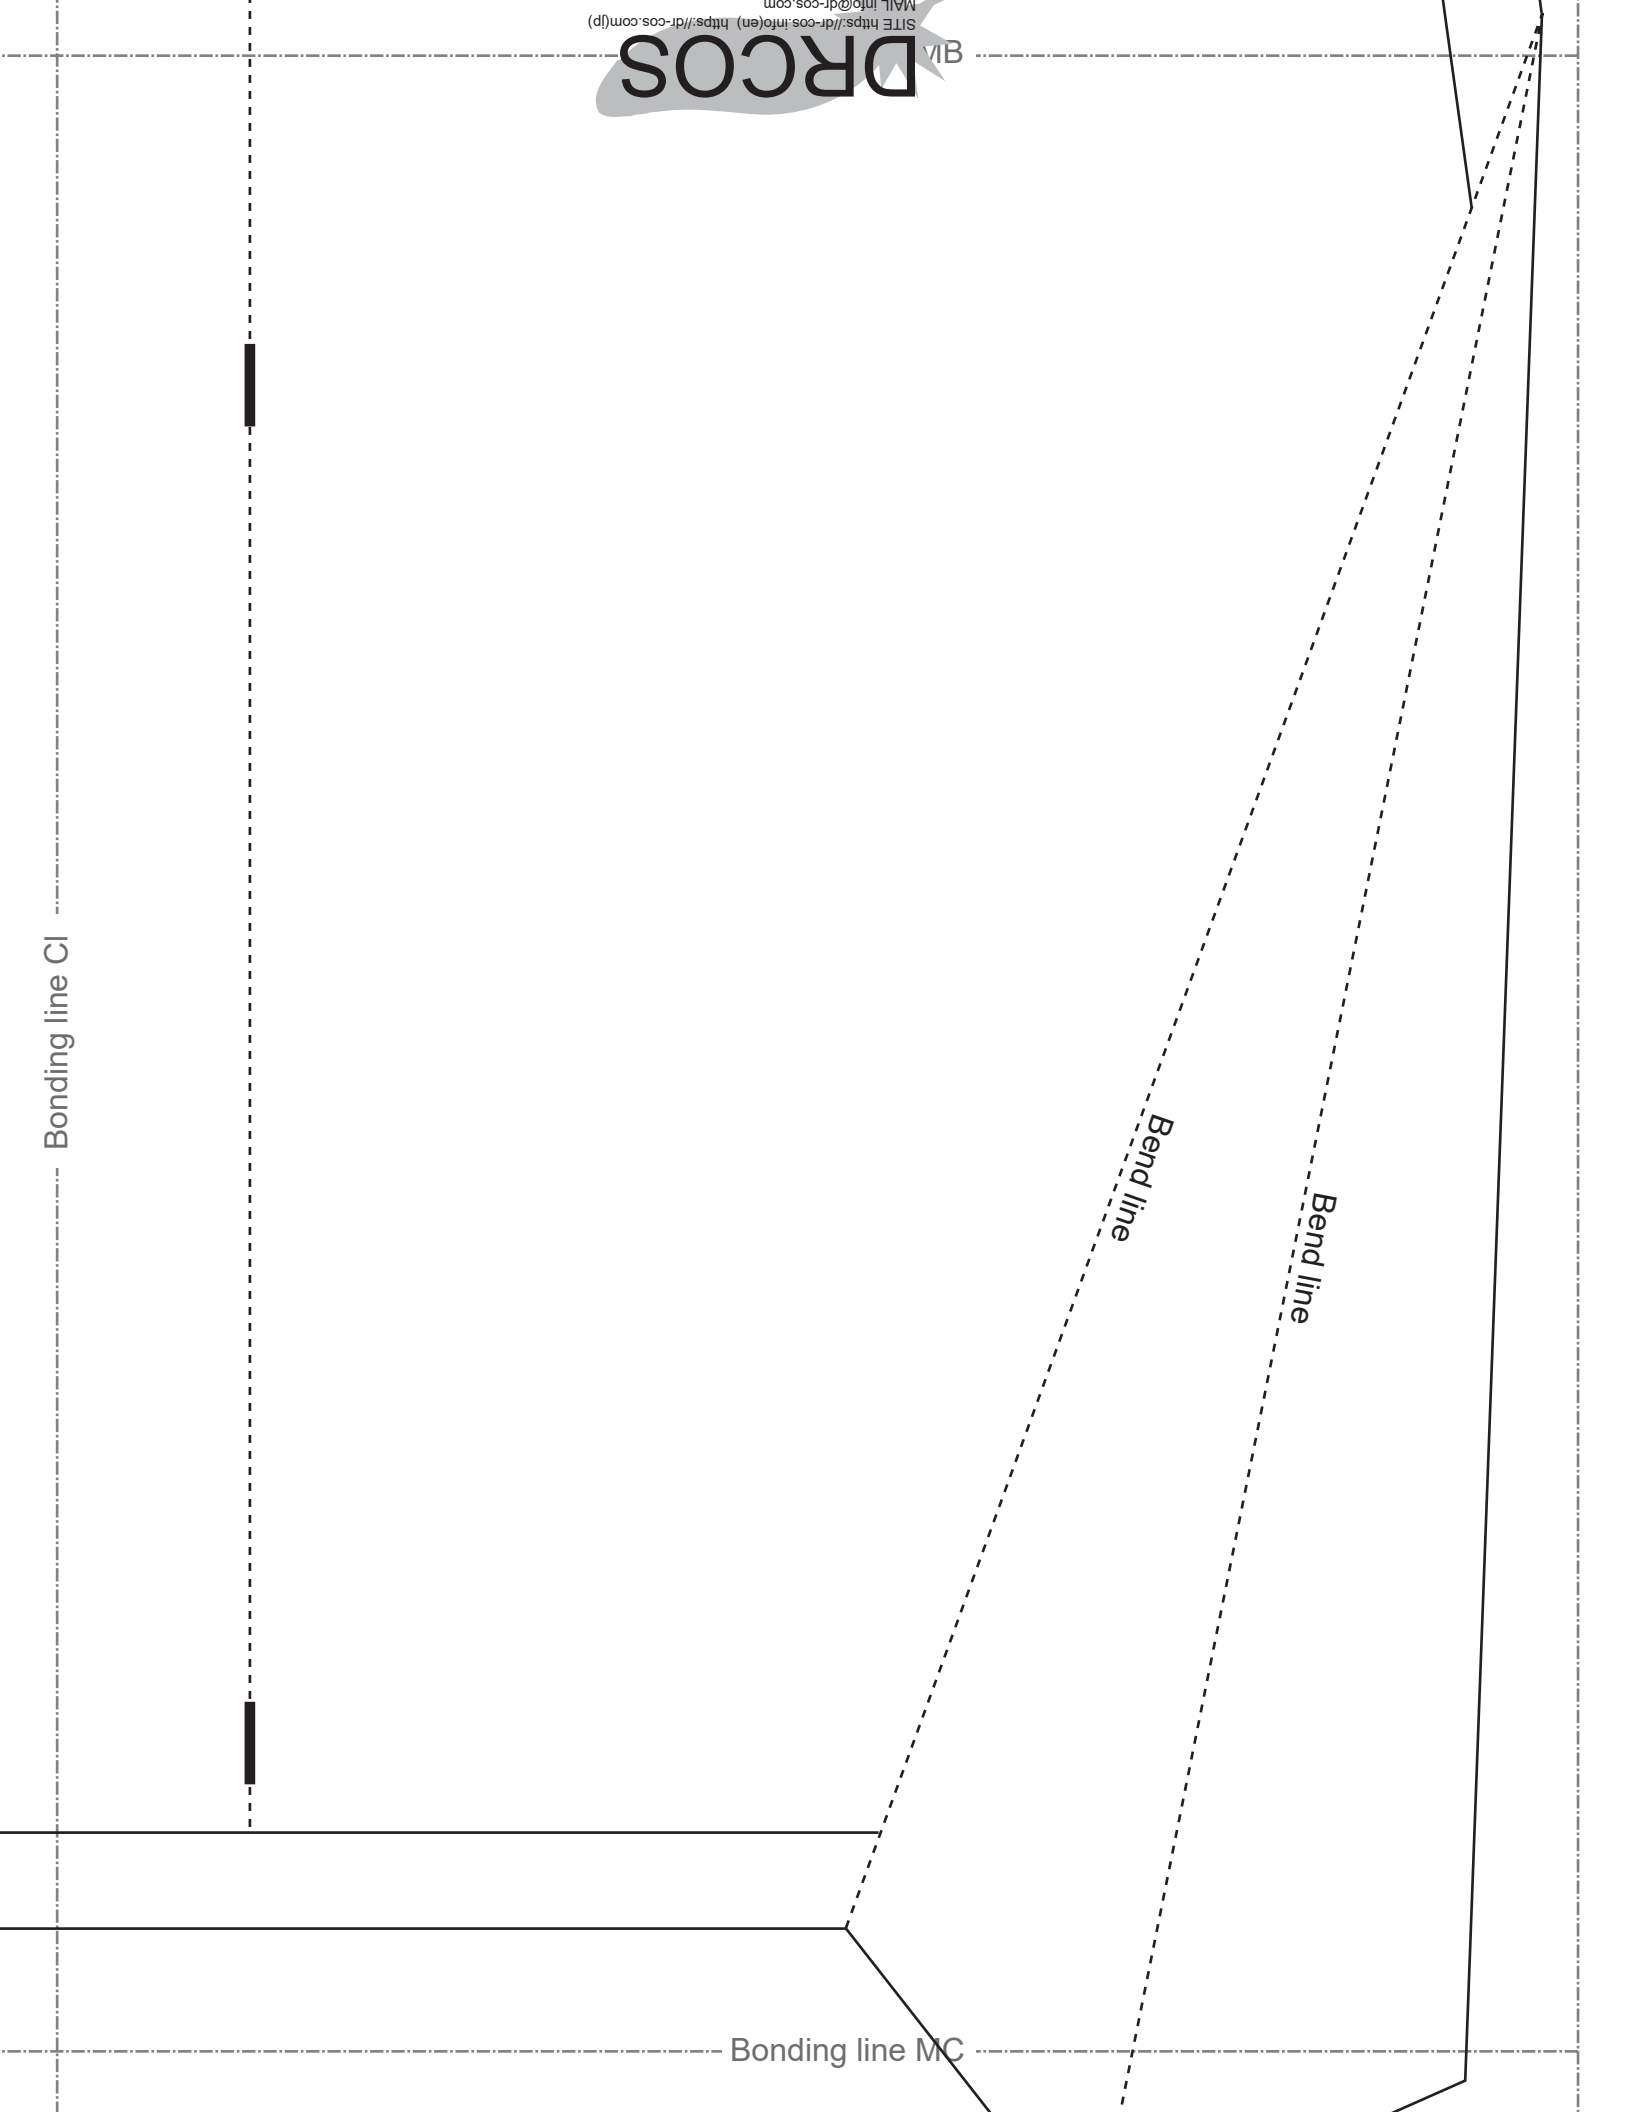 MAIL info@dr-cos.com
SITE https://dr-cos.info(en) https://dr-cos.com(jp)
DRCOS
MB
Bonding line CI
Bend line
Bend line
Bonding line MC